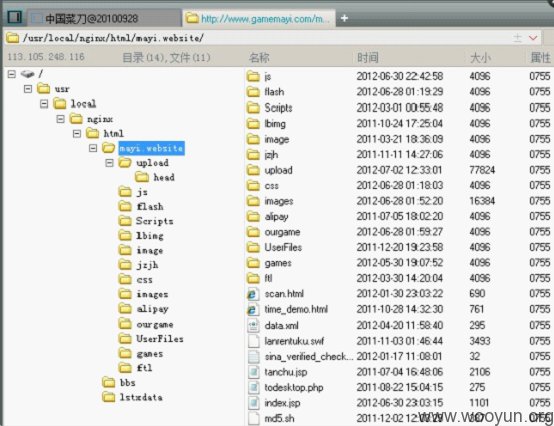 中国菜刀@20100928 http://www.gamemayi.com/m...
/usr/local/nginx/html/mayi.website/
113.105.248.116 目录(14),文件(11) 名称 时间 大小 属性
/
usr
local
nginx
html
mayi.website
upload
head
js
flash
Scripts
lbimg
image
jzjh
css
images
alipay
ourgame
UserFiles
games
ftl
bbs
lstxdata
js 2012-06-30 22:42:58 4096 0755
flash 2012-06-28 01:19:29 4096 0755
Scripts 2012-03-01 00:55:48 4096 0755
lbimg 2011-10-24 17:25:04 4096 0755
image 2011-03-21 18:36:09 4096 0755
jzjh 2011-11-11 14:27:06 4096 0755
upload 2012-07-02 12:33:01 77824 0755
css 2012-06-28 01:18:03 4096 0755
images 2012-06-28 01:52:20 16384 0755
alipay 2011-07-05 18:02:20 4096 0755
ourgame 2012-06-28 01:59:27 4096 0755
UserFiles 2011-12-20 19:23:58 4096 0755
games 2012-05-30 19:07:52 4096 0755
ftl 2012-03-30 14:20:04 4096 0755
scan.html 2012-01-30 23:03:22 690 0755
time_demo.html 2011-10-28 14:32:30 761 0755
data.xml 2012-04-20 11:58:40 295 0755
lanrentuku.swf 2011-11-03 01:46:44 3493 0755
sina_verified_check... 2012-01-17 11:08:01 32 0755
tanchu.jsp 2011-07-04 16:48:06 2106 0755
todesktop.php 2011-08-22 15:04:15 275 0755
index.jsp 2012-06-30 23:03:02 1101 0755
md5.sh 0755
www.wooyun.org